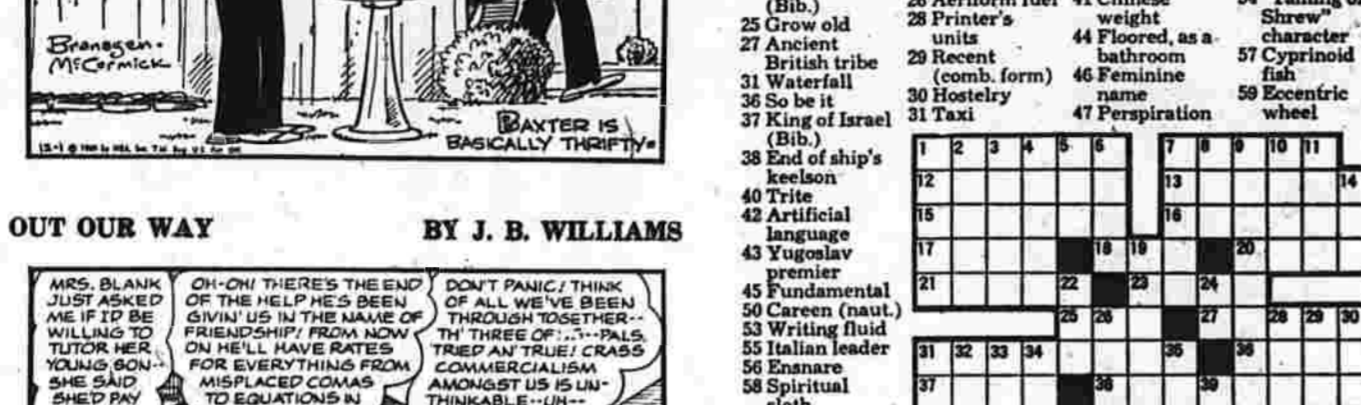 Branagen-
McCormick
BAXTER IS
BASICALLY THRIFTY
OUT OUR WAY
BY J. B. WILLIAMS
MRS. BLANK
JUST ASKED
ME IF I'D BE
WILLING TO
TUTOR HER
YOUNG SON--
SHE SAID
SHE'D PAY
OH-OH! THERE'S THE END
OF THE HELP HE'S BEEN
GIVIN' US IN THE NAME OF
FRIENDSHIP! FROM NOW
ON HE'LL HAVE RATES
FOR EVERYTHING FROM
MISPLACED COMAS
TO EQUATIONS IN
DON'T PANIC! THINK
OF ALL WE'VE BEEN
THROUGH TOGETHER--
TH' THREE OF PALS,
TRIED AN' TRUE! CRASS
COMMERCIALISM
AMONGST US IS UN-
THINKABLE--UH--
(Bib.)
25 Grow old
27 Ancient
British tribe
31 Waterfall
36 So be it
37 King of Israel
(Bib.)
38 End of ship's
keelson
40 Trite
42 Artificial
language
43 Yugoslav
premier
45 Fundamental
50 Careen (naut.)
53 Writing fluid
55 Italian leader
56 Ensnare
58 Spiritual
sloth
26 Aeriform fuel
28 Printer's
units
29 Recent
(comb. form)
30 Hostelry
31 Taxi
41 Chinese
weight
44 Floored, as a
bathroom
46 Feminine
name
47 Perspiration
54 "Taming of
Shrew"
character
57 Cyprinoid
fish
59 Eccentric
wheel
1 2 3 4 5 6 7 8 9 10 11
12 13 14
15 16
17 18 19 20
21 22 23 24
25 26 27 28 29 30
31 32 33 34 35 36
37 38 39